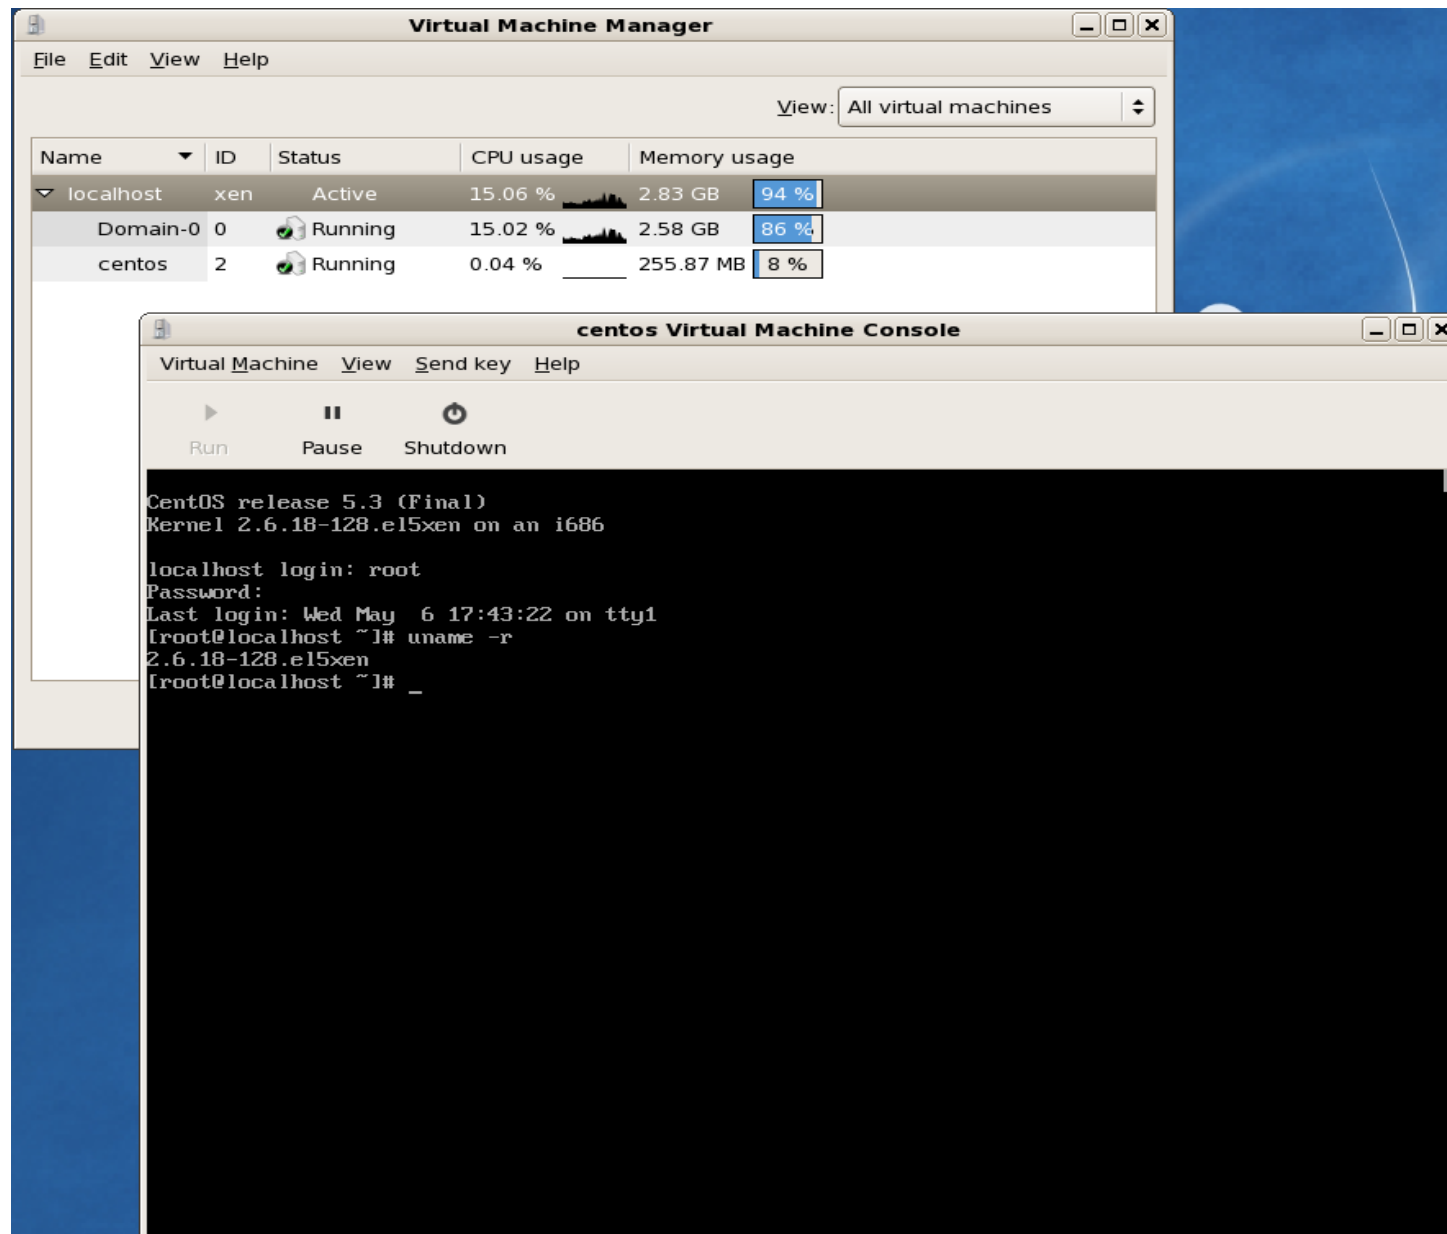 Virtual Machine Manager
File Edit View Help
View: All virtual machines
Name ID Status CPU usage Memory usage
localhost xen Active 15.06 % 2.83 GB 94 %
Domain-0 0 Running 15.02 % 2.58 GB 86 %
centos 2 Running 0.04 % 255.87 MB 8 %
centos Virtual Machine Console
Virtual Machine View Send key Help
Run Pause Shutdown
CentOS release 5.3 (Final)
Kernel 2.6.18-128.el5xen on an i686
localhost login: root
Password:
Last login: Wed May  6 17:43:22 on tty1
[root@localhost ~]# uname -r
2.6.18-128.el5xen
[root@localhost ~]# _